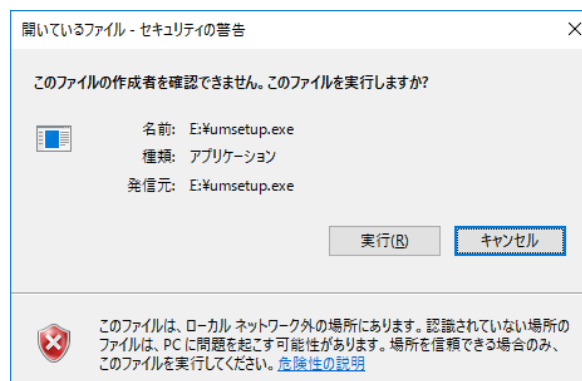 開いているファイル - セキュリティの警告
このファイルの作成者を確認できません。このファイルを実行しますか?
名前: E:¥umsetup.exe
種類: アプリケーション
発信元: E:¥umsetup.exe
実行(R) キャンセル
このファイルは、ローカル ネットワーク外の場所にあります。認識されていない場所の
ファイルは、PC に問題を起こす可能性があります。場所を信頼できる場合のみ、
このファイルを実行してください。危険性の説明